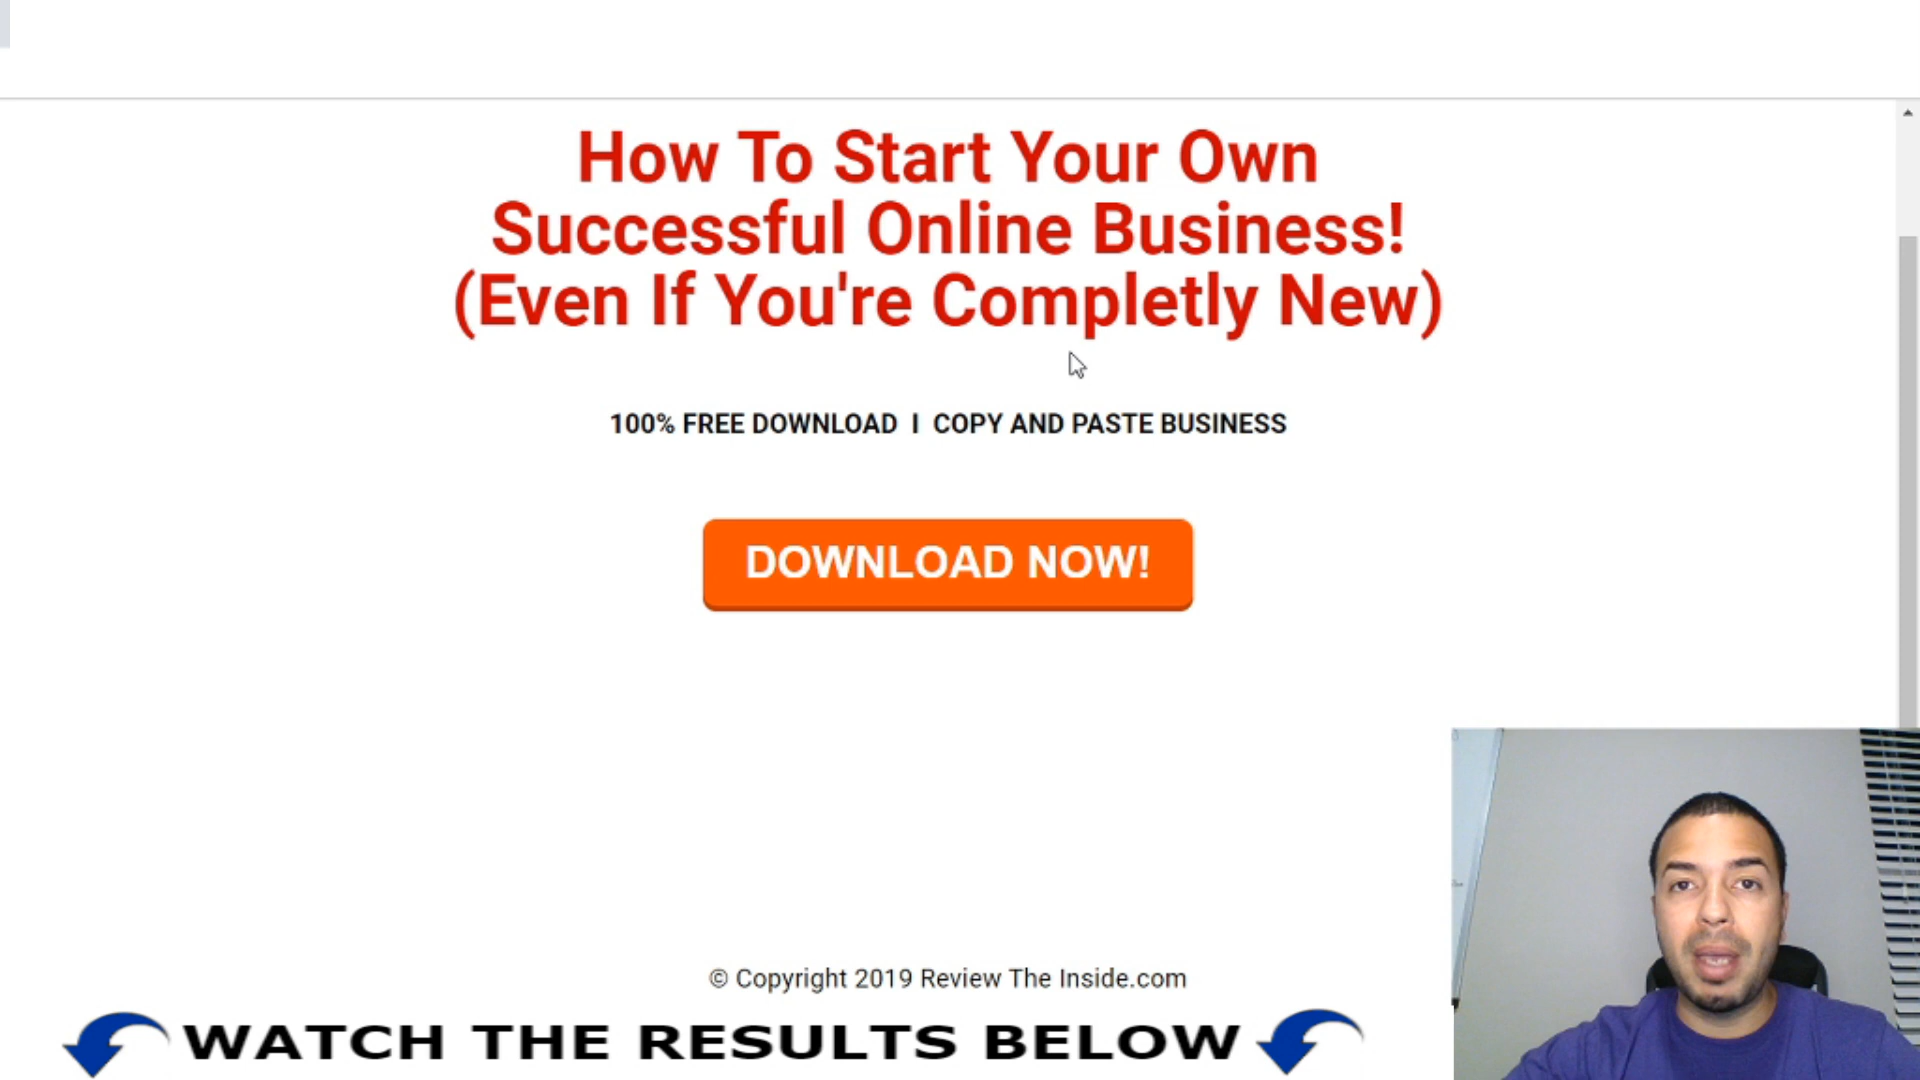 How To Start Your Own
Successful Online Business!
(Even If You're Completly New)
100% FREE DOWNLOAD I COPY AND PASTE BUSINESS
DOWNLOAD NOW!
© Copyright 2019 Review The Inside.com
WATCH THE RESULTS BELOW